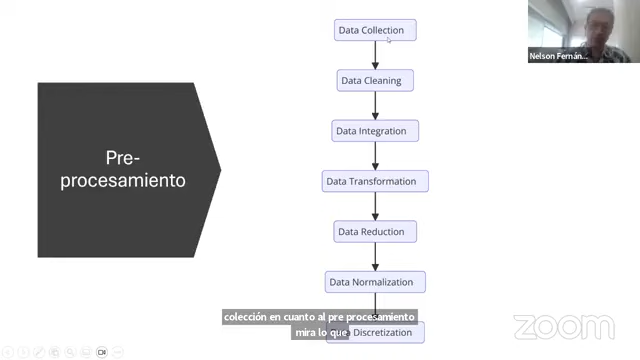 Data Collection
Nelson Fernán...
Data Cleaning
Data Integration
Pre-
procesamiento
Data Transformation
Data Reduction
Data Normalization
colección en cuanto al pre procesamiento
mira lo que
Discretization
zoom